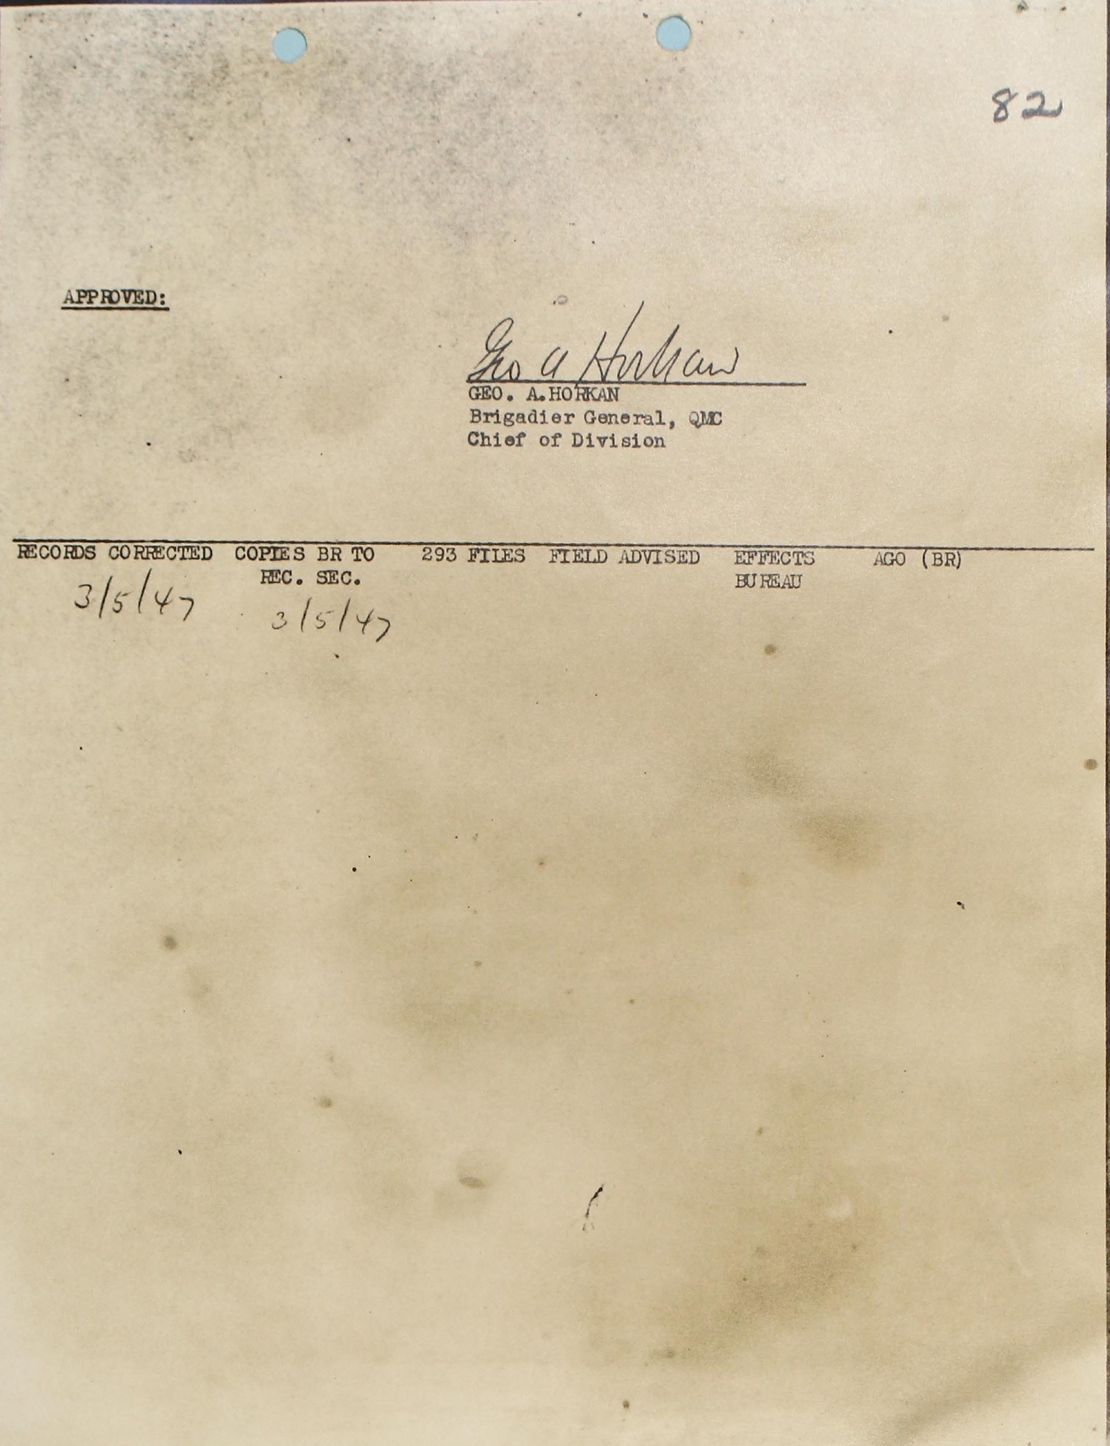 82
APPROVED:
Geo A Horkan
GEO. A.HORKAN
Brigadier General, QMC
Chief of Division
RECORDS CORRECTED COPIES BR TO 293 FILES FIELD ADVISED EFFECTS AGO (BR)
REC. SEC. BUREAU
3/5/47 3/5/47